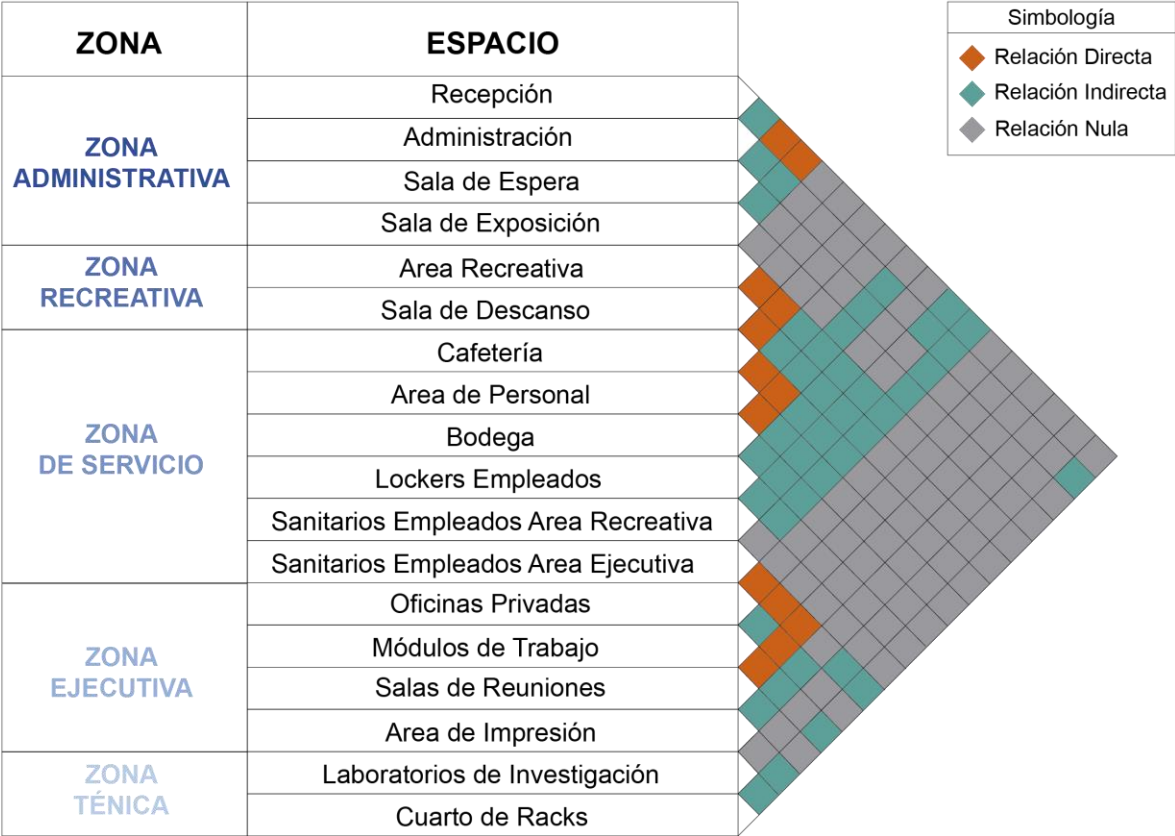 ZONA
ESPACIO
Simbología
Relación Directa
Relación Indirecta
Relación Nula
ZONA
ADMINISTRATIVA
Recepción
Administración
Sala de Espera
Sala de Exposición
ZONA
RECREATIVA
Area Recreativa
Sala de Descanso
ZONA
DE SERVICIO
Cafetería
Area de Personal
Bodega
Lockers Empleados
Sanitarios Empleados Area Recreativa
Sanitarios Empleados Area Ejecutiva
ZONA
EJECUTIVA
Oficinas Privadas
Módulos de Trabajo
Salas de Reuniones
Area de Impresión
ZONA
TÉNICA
Laboratorios de Investigación
Cuarto de Racks